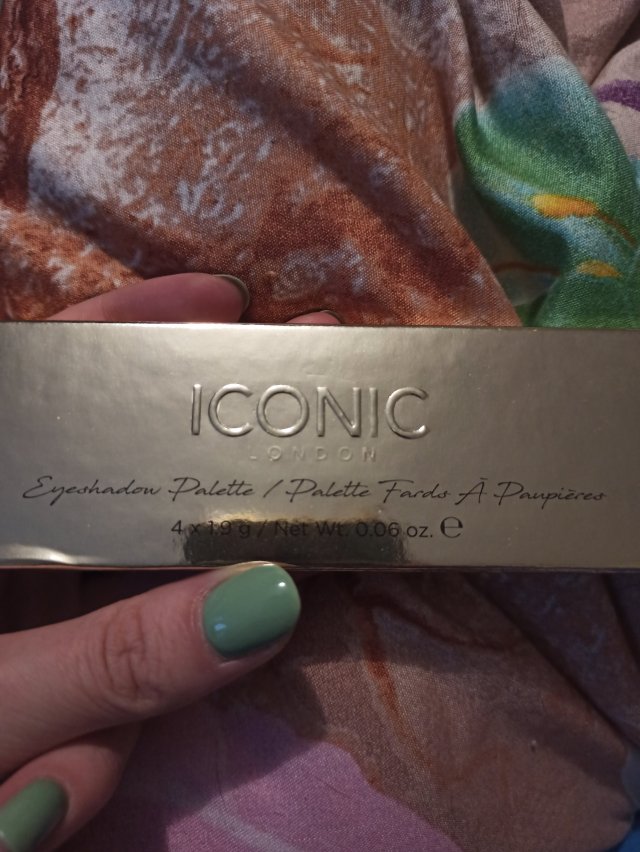 ICONIC
LONDON
Eyeshadow Palette / Palette Fards À Paupières
4 x 1.9 g / Net Wt. 0.06 oz. ℮